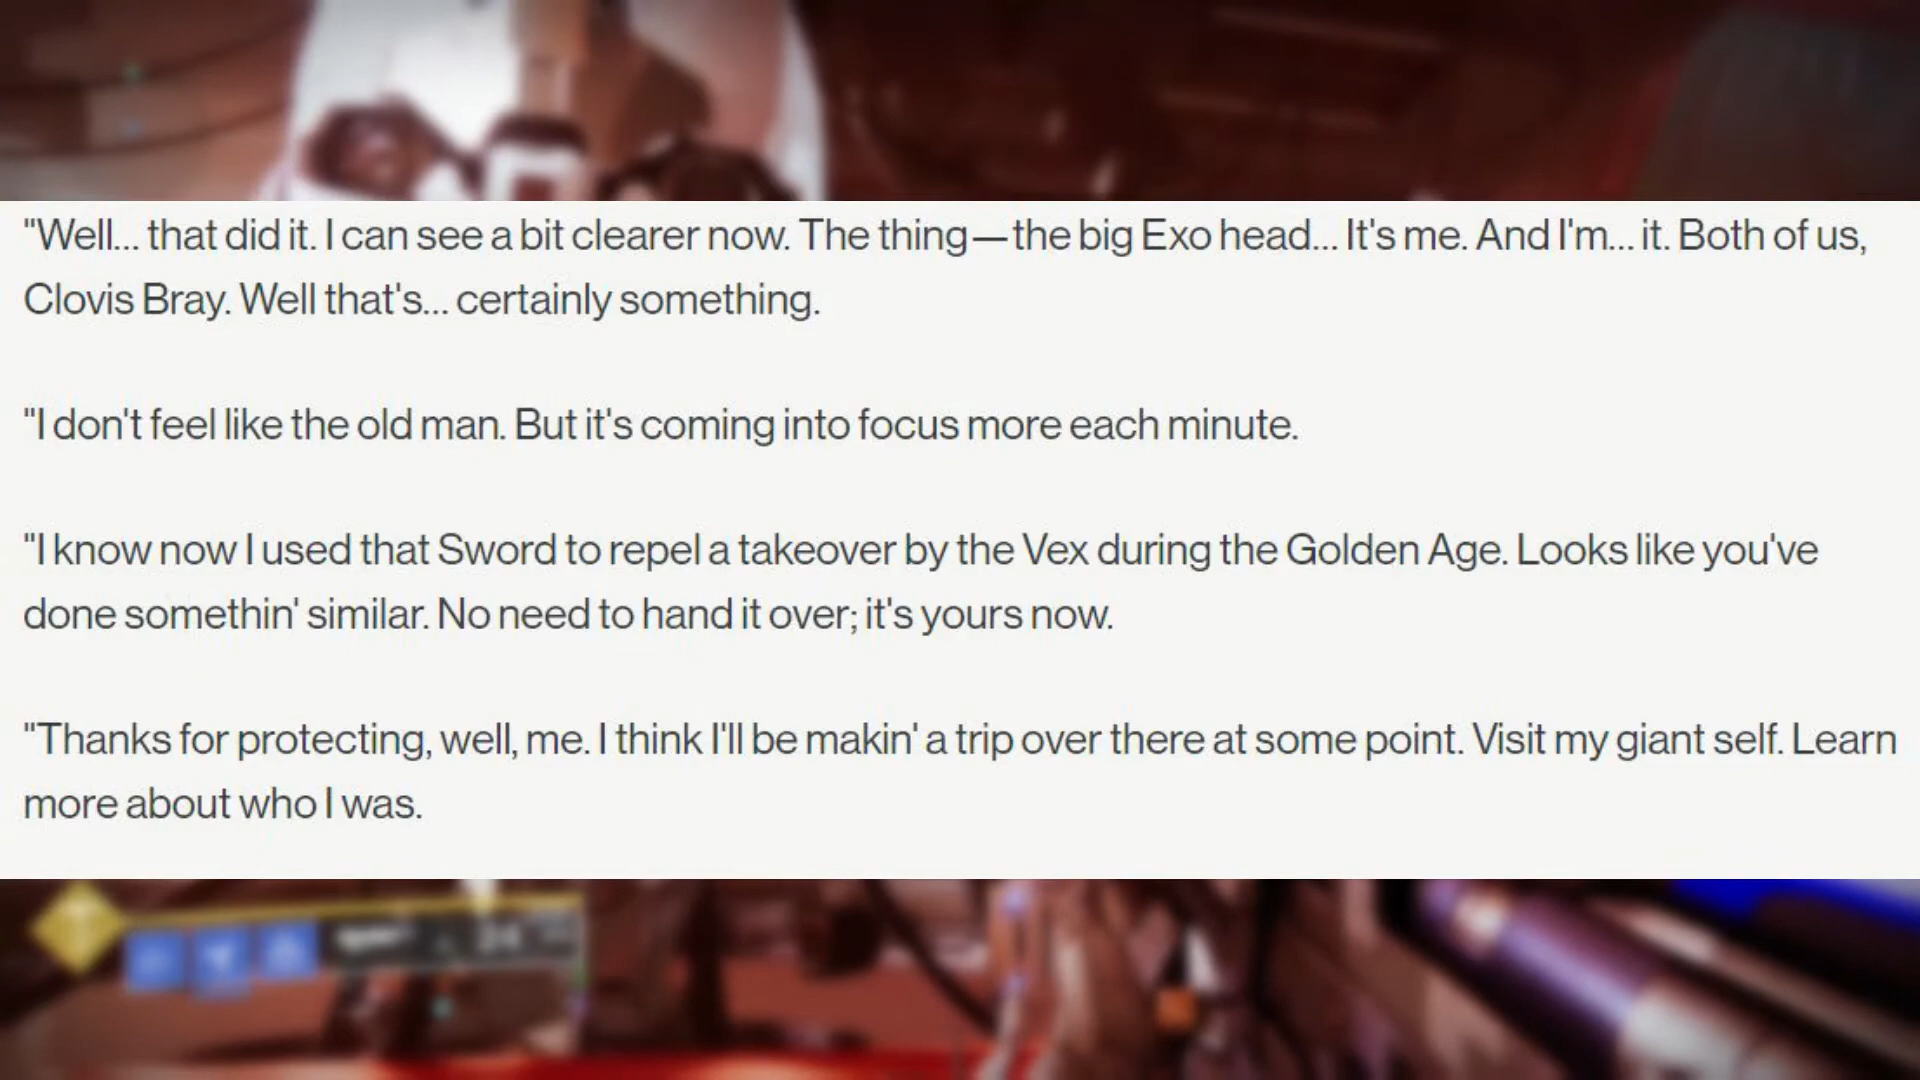 "Well... that did it. I can see a bit clearer now. The thing—the big Exo head... It's me. And I'm... it. Both of us,
Clovis Bray. Well that's... certainly something.
"I don't feel like the old man. But it's coming into focus more each minute.
"I know now I used that Sword to repel a takeover by the Vex during the Golden Age. Looks like you've
done somethin' similar. No need to hand it over; it's yours now.
"Thanks for protecting, well, me. I think I'll be makin' a trip over there at some point. Visit my giant self. Learn
more about who I was.